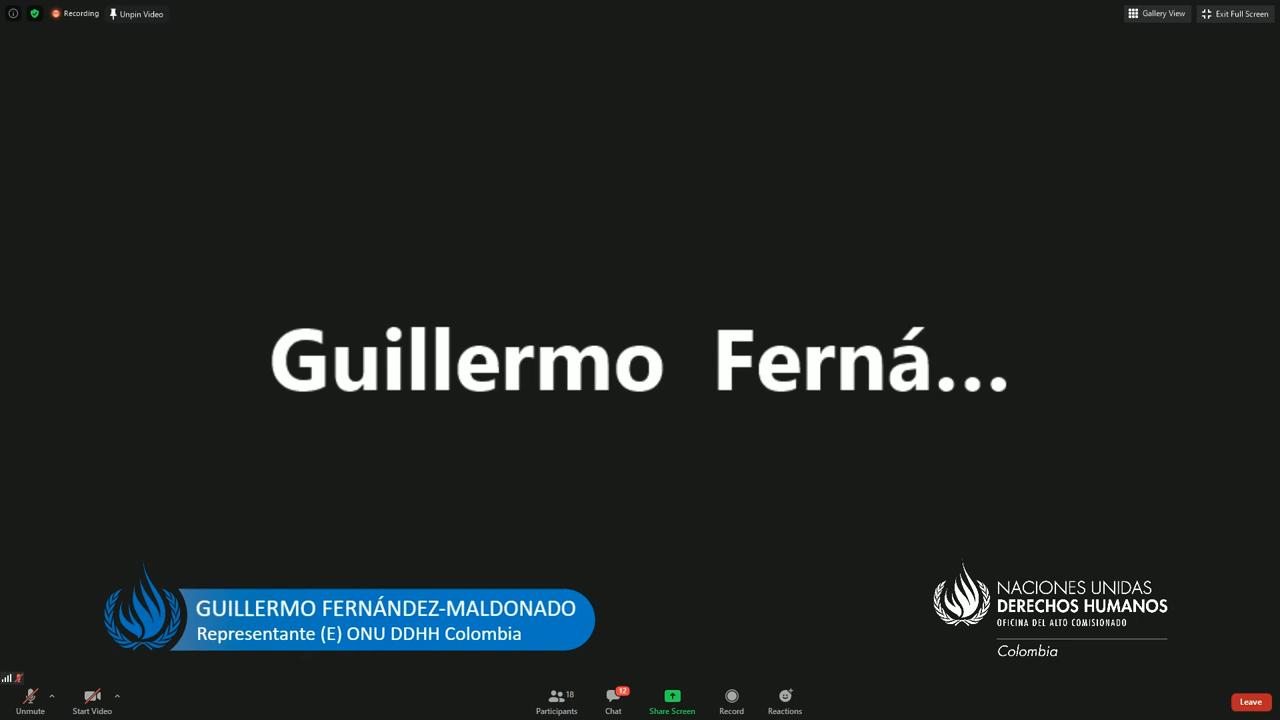 Recording
Unpin Video
Gallery View
Exit Full Screen
Guillermo Ferná...
GUILLERMO FERNÁNDEZ-MALDONADO
Representante (E) ONU DDHH Colombia
NACIONES UNIDAS
DERECHOS HUMANOS
OFICINA DEL ALTO COMISIONADO
Colombia
Unmute
Start Video
18
Participants
12
Chat
Share Screen
Record
Reactions
Leave